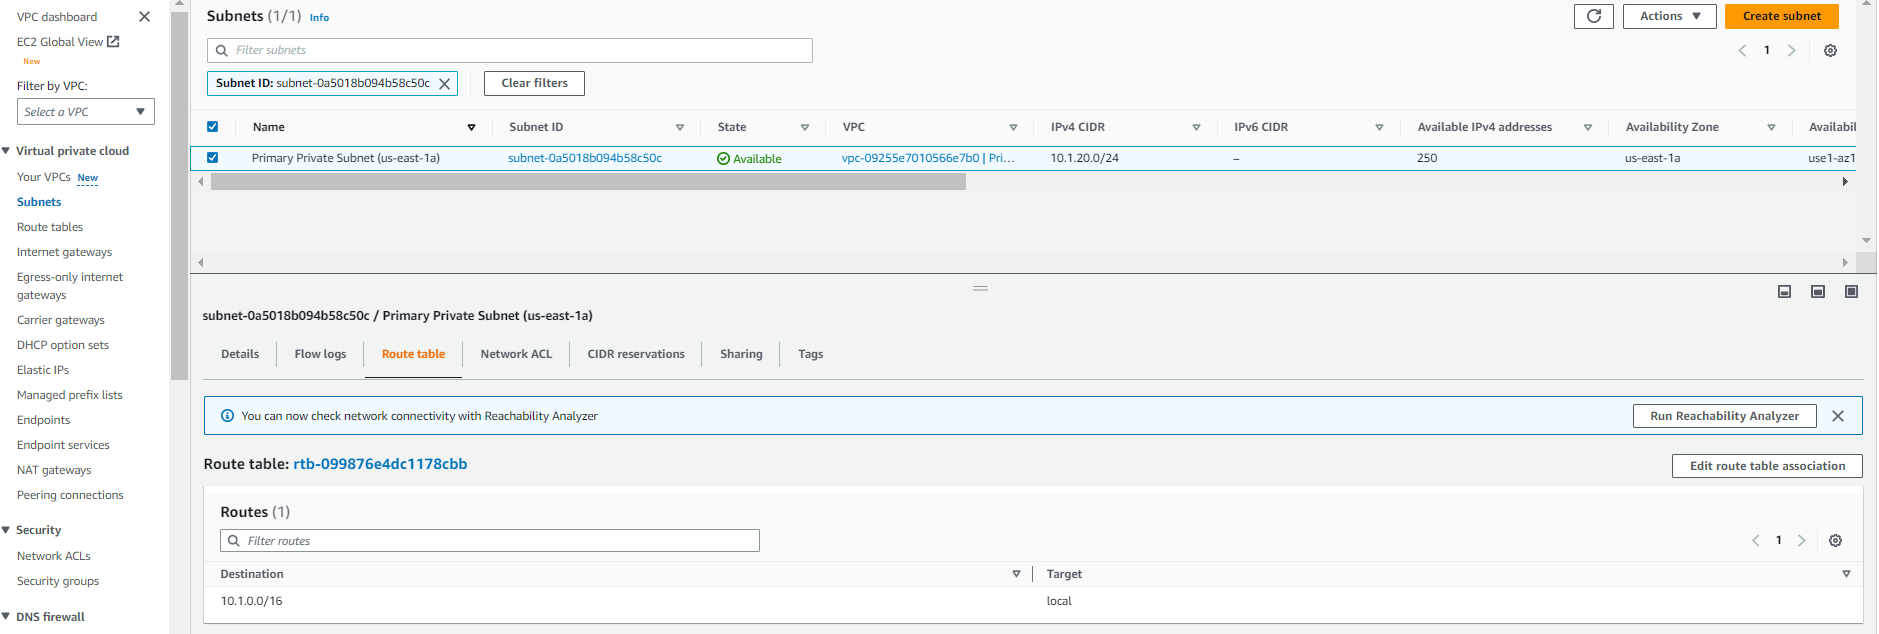 VPC dashboard
EC2 Global View
New
Filter by VPC:
Select a VPC
Virtual private cloud
Your VPCs New
Subnets
Route tables
Internet gateways
Egress-only internet
gateways
Carrier gateways
DHCP option sets
Elastic IPs
Managed prefix lists
Endpoints
Endpoint services
NAT gateways
Peering connections
Security
Network ACLs
Security groups
DNS firewall
Subnets (1/1) Info
Actions
Create subnet
Filter subnets
1
Subnet ID: subnet-0a5018b094b58c50c
Clear filters
Name Subnet ID State VPC IPv4 CIDR IPv6 CIDR Available IPv4 addresses Availability Zone Availabil
Primary Private Subnet (us-east-1a) subnet-0a5018b094b58c50c Available vpc-09255e7010566e7b0 | Pri... 10.1.20.0/24 – 250 us-east-1a use1-az1
subnet-0a5018b094b58c50c / Primary Private Subnet (us-east-1a)
Details Flow logs Route table Network ACL CIDR reservations Sharing Tags
You can now check network connectivity with Reachability Analyzer
Run Reachability Analyzer
Route table: rtb-099876e4dc1178cbb
Edit route table association
Routes (1)
Filter routes
1
Destination Target
10.1.0.0/16 local